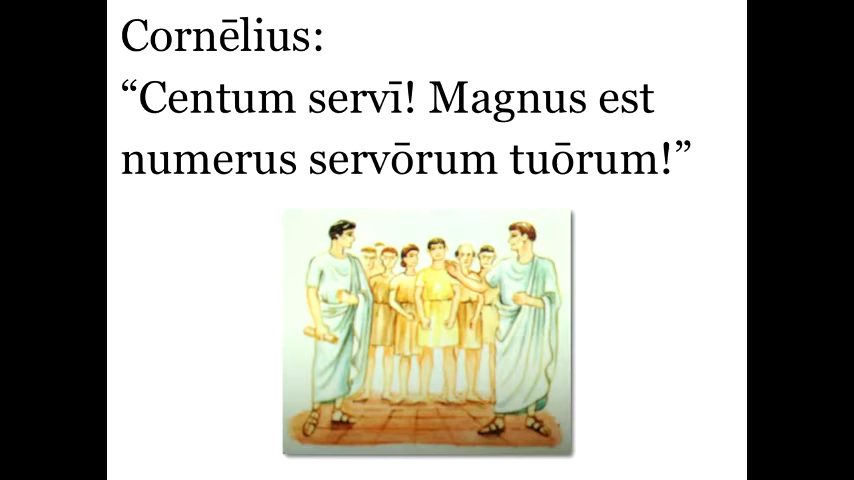 Cornēlius:
“Centum servī! Magnus est
numerus servōrum tuōrum!”